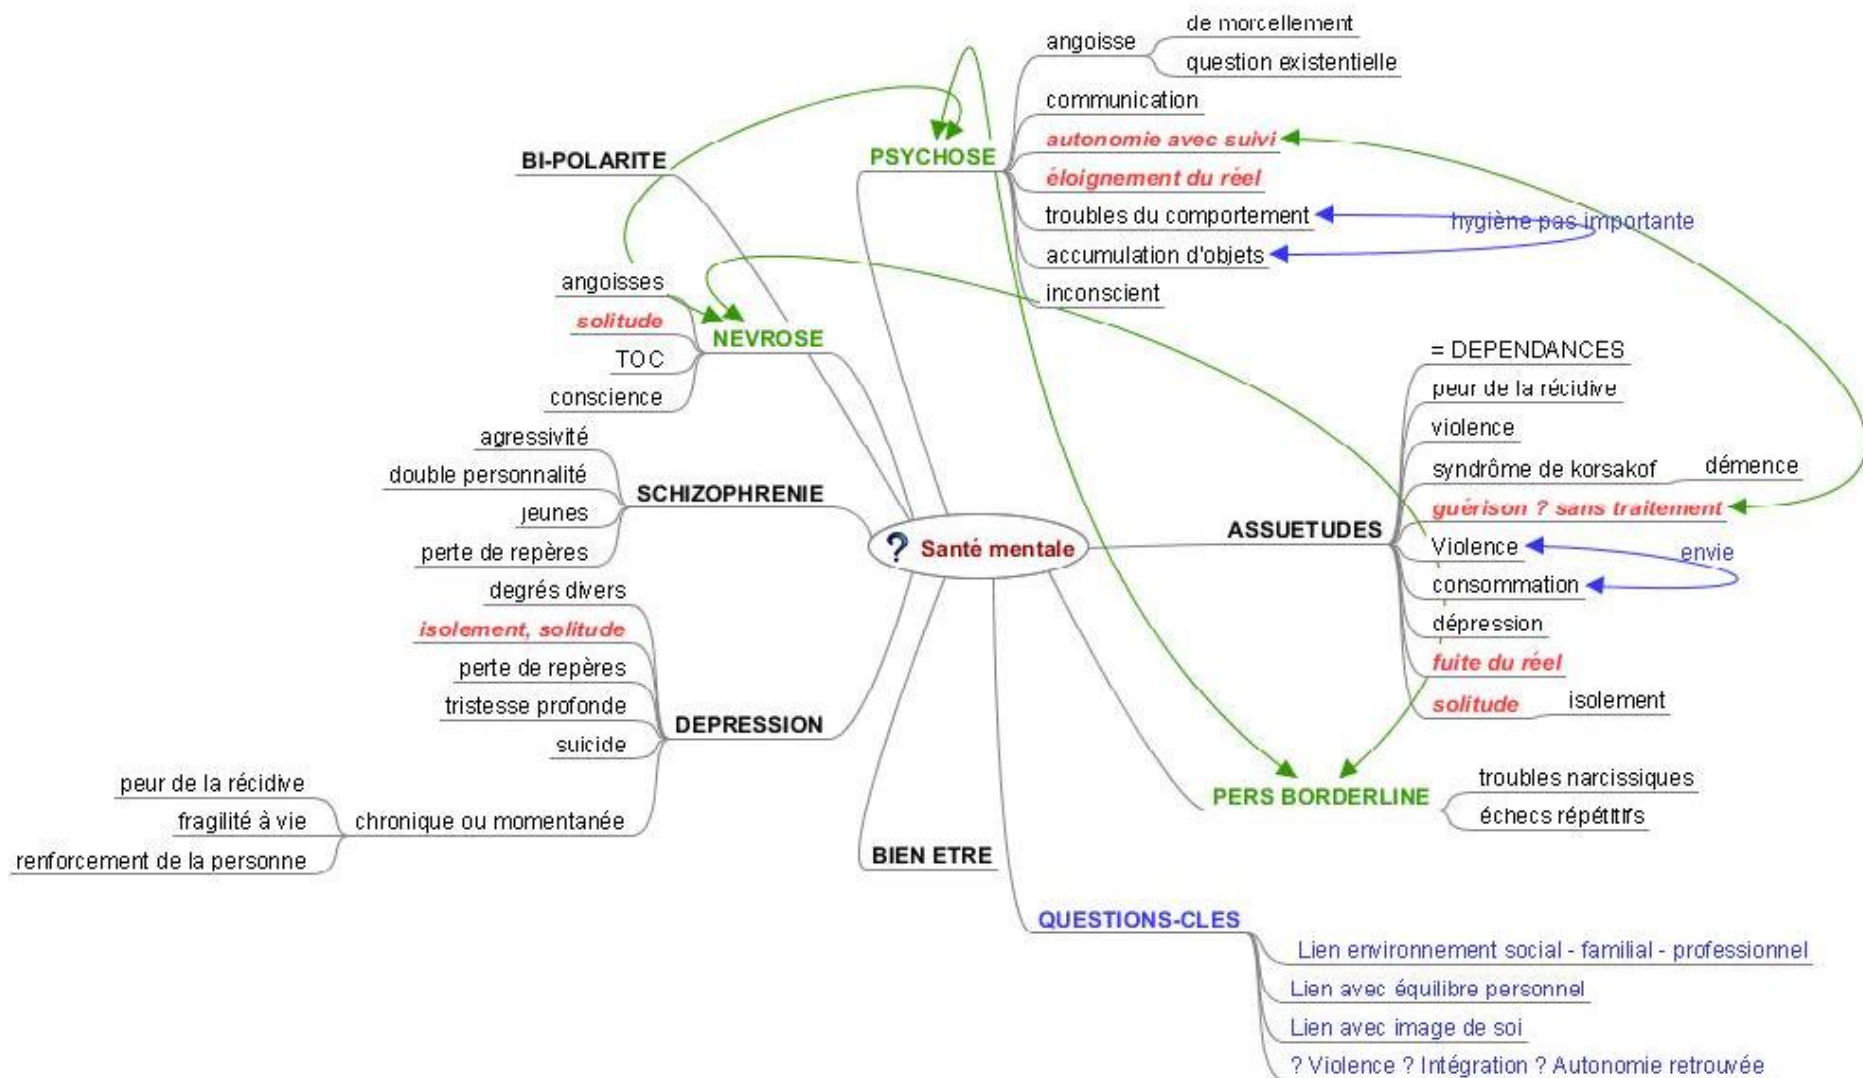 ? Santé mentale
PSYCHOSE
angoisse
de morcellement
question existentielle
communication
autonomie avec suivi
éloignement du réel
troubles du comportement
hygiène pas importante
accumulation d'objets
inconscient
ASSUETUDES
= DEPENDANCES
peur de la récidive
violence
syndrôme de korsakof
démence
guérison ? sans traitement
Violence
envie
consommation
dépression
fuite du réel
solitude
isolement
PERS BORDERLINE
troubles narcissiques
échecs répétitifs
QUESTIONS-CLES
Lien environnement social - familial - professionnel
Lien avec équilibre personnel
Lien avec image de soi
? Violence ? Intégration ? Autonomie retrouvée
BI-POLARITE
NEVROSE
angoisses
solitude
TOC
conscience
SCHIZOPHRENIE
agressivité
double personnalité
jeunes
perte de repères
DEPRESSION
degrés divers
isolement, solitude
perte de repères
tristesse profonde
suicide
chronique ou momentanée
peur de la récidive
fragilité à vie
renforcement de la personne
BIEN ETRE